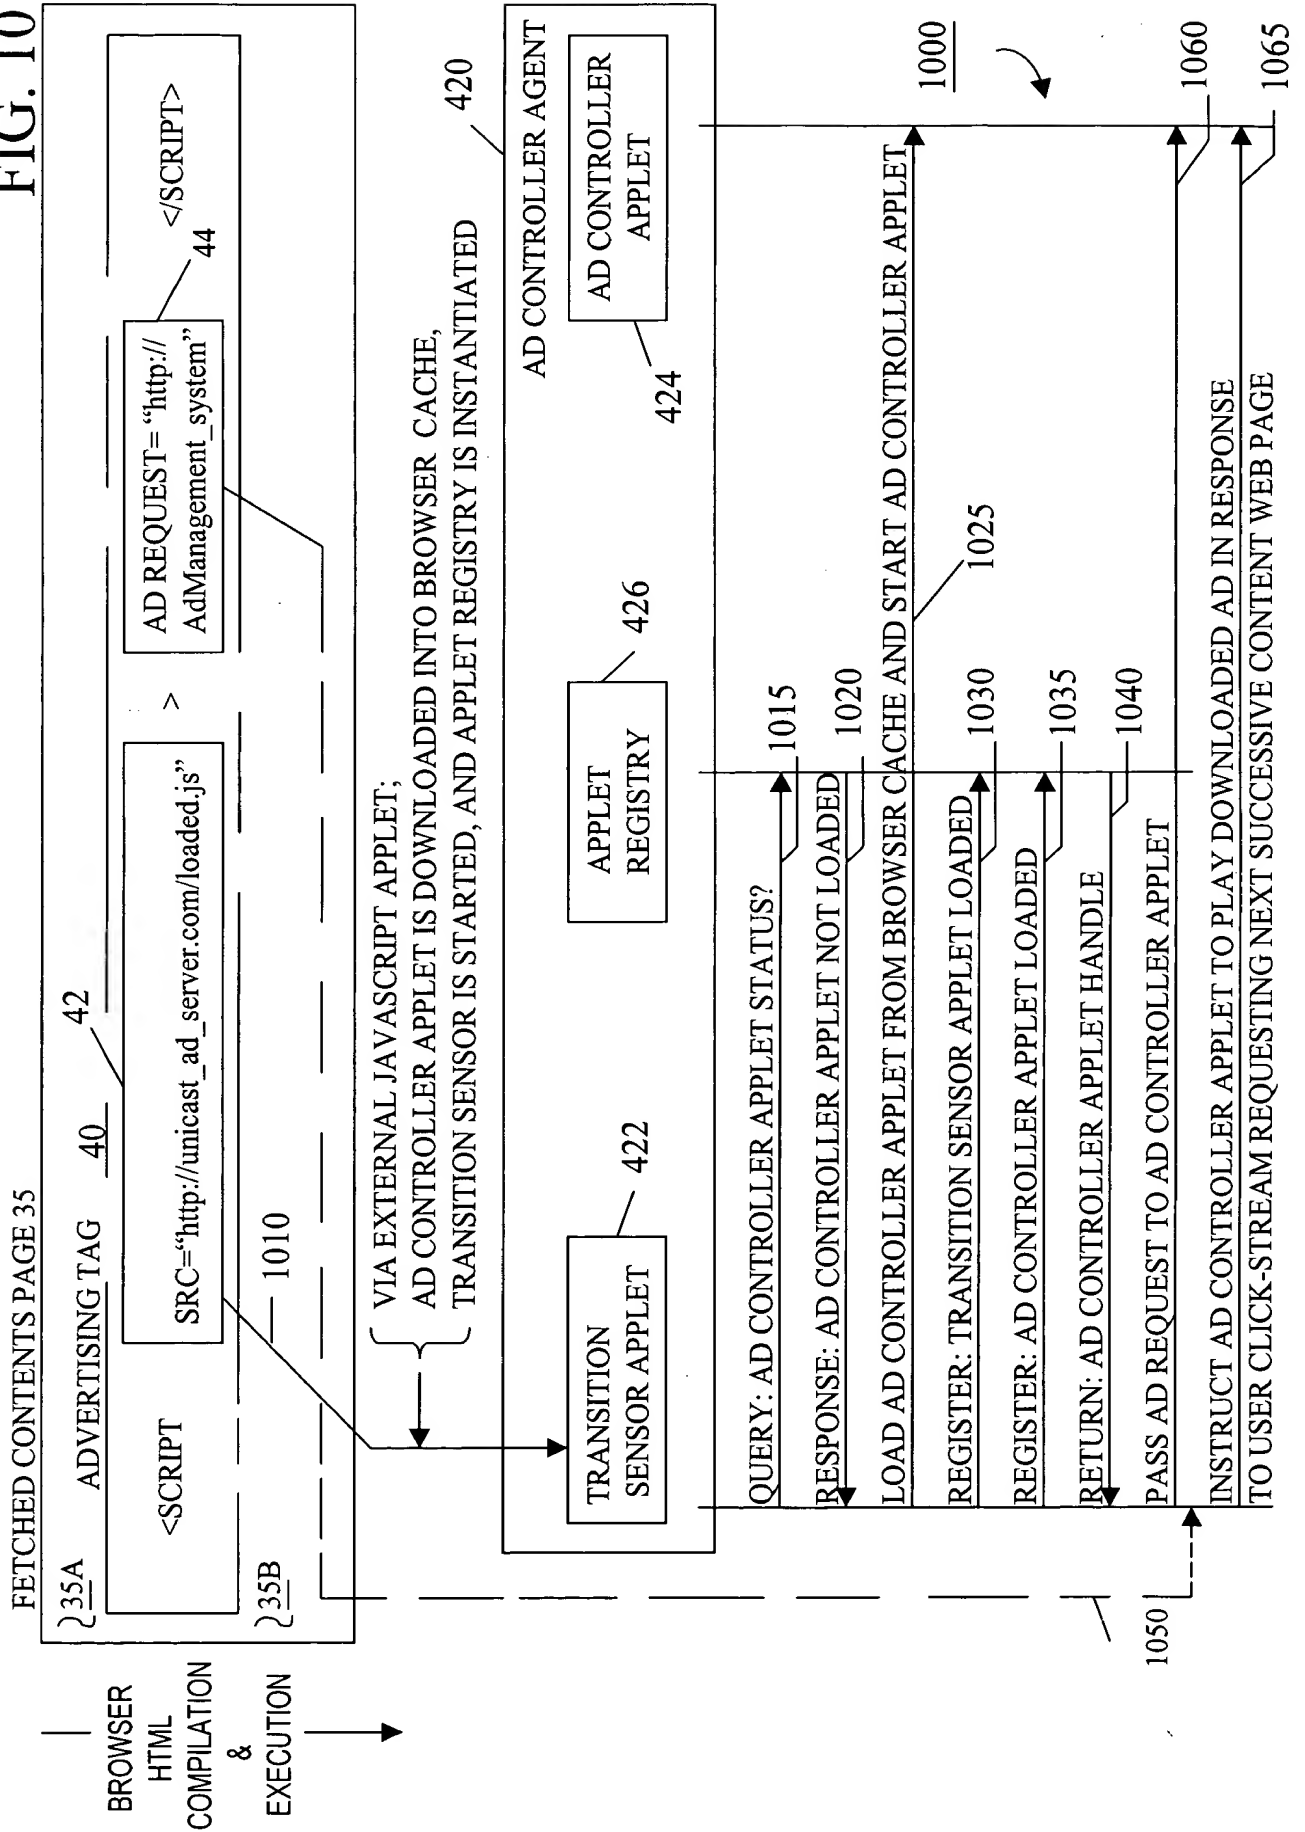 FIG. 10
FETCHED CONTENTS PAGE 35
35A
ADVERTISING TAG 40
42
<SCRIPT
SRC="http://unicast_ad_server.com/loaded.js"
>
AD REQUEST= "http://
AdManagement_system"
44
</SCRIPT>
35B
1010
BROWSER
HTML
COMPILATION
&
EXECUTION
VIA EXTERNAL JAVASCRIPT APPLET;
AD CONTROLLER APPLET IS DOWNLOADED INTO BROWSER CACHE,
TRANSITION SENSOR IS STARTED, AND APPLET REGISTRY IS INSTANTIATED
420
AD CONTROLLER AGENT
TRANSITION
SENSOR APPLET
422
APPLET
REGISTRY
426
AD CONTROLLER
APPLET
424
1000
QUERY: AD CONTROLLER APPLET STATUS?
1015
RESPONSE: AD CONTROLLER APPLET NOT LOADED
1020
LOAD AD CONTROLLER APPLET FROM BROWSER CACHE AND START AD CONTROLLER APPLET
1025
REGISTER: TRANSITION SENSOR APPLET LOADED
1030
REGISTER: AD CONTROLLER APPLET LOADED
1035
RETURN: AD CONTROLLER APPLET HANDLE
1040
1050
PASS AD REQUEST TO AD CONTROLLER APPLET
1060
INSTRUCT AD CONTROLLER APPLET TO PLAY DOWNLOADED AD IN RESPONSE
TO USER CLICK-STREAM REQUESTING NEXT SUCCESSIVE CONTENT WEB PAGE
1065